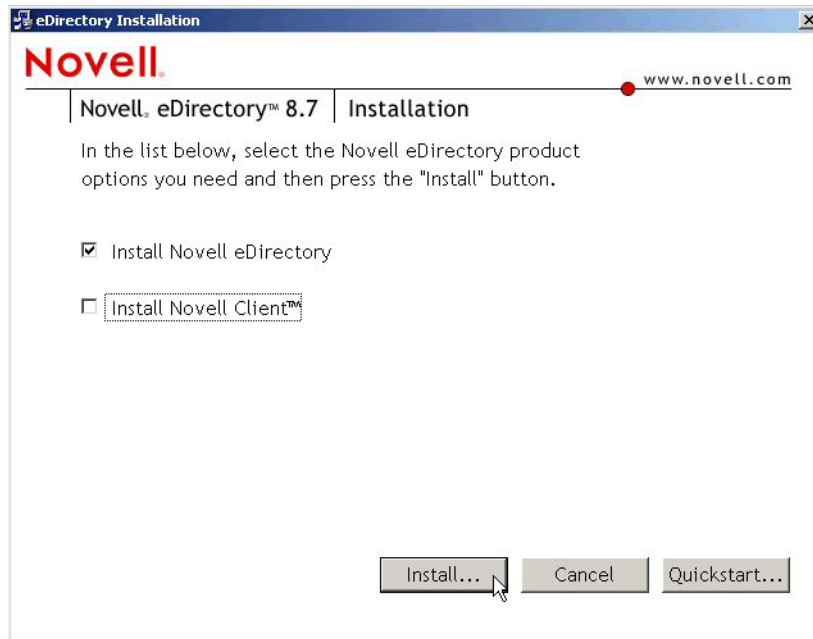 eDirectory Installation
Novell®
www.novell.com
Novell® eDirectory™ 8.7 Installation
In the list below, select the Novell eDirectory product
options you need and then press the "Install" button.
Install Novell eDirectory
Install Novell Client™
Install... Cancel Quickstart...